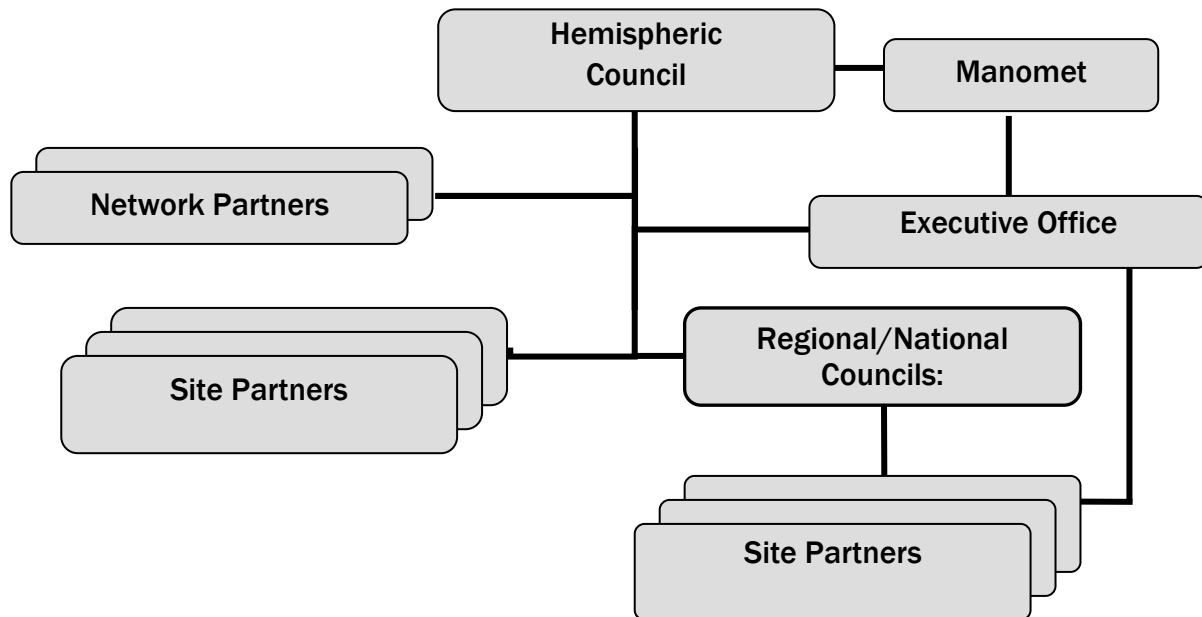 Hemispheric
Council
Manomet
Network Partners
Executive Office
Regional/National
Councils:
Site Partners
Site Partners